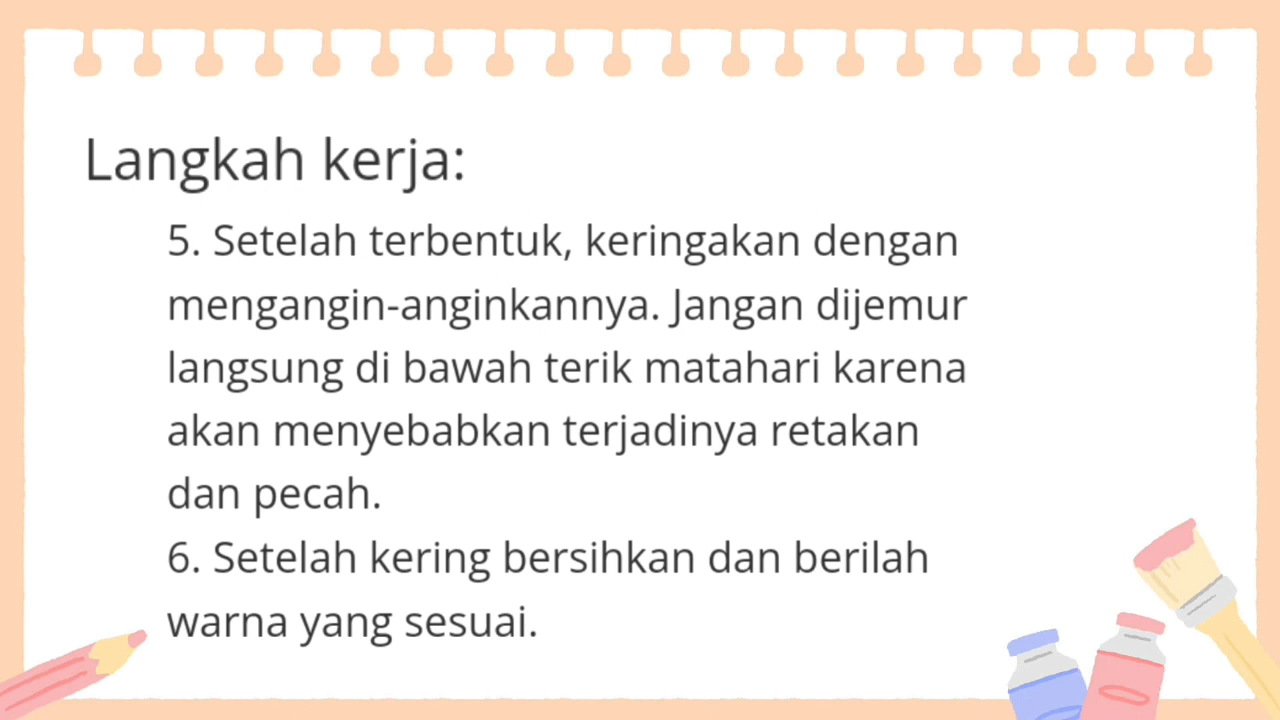 Langkah kerja:
5. Setelah terbentuk, keringakan dengan
mengangin-anginkannya. Jangan dijemur
langsung di bawah terik matahari karena
akan menyebabkan terjadinya retakan
dan pecah.
6. Setelah kering bersihkan dan berilah
warna yang sesuai.